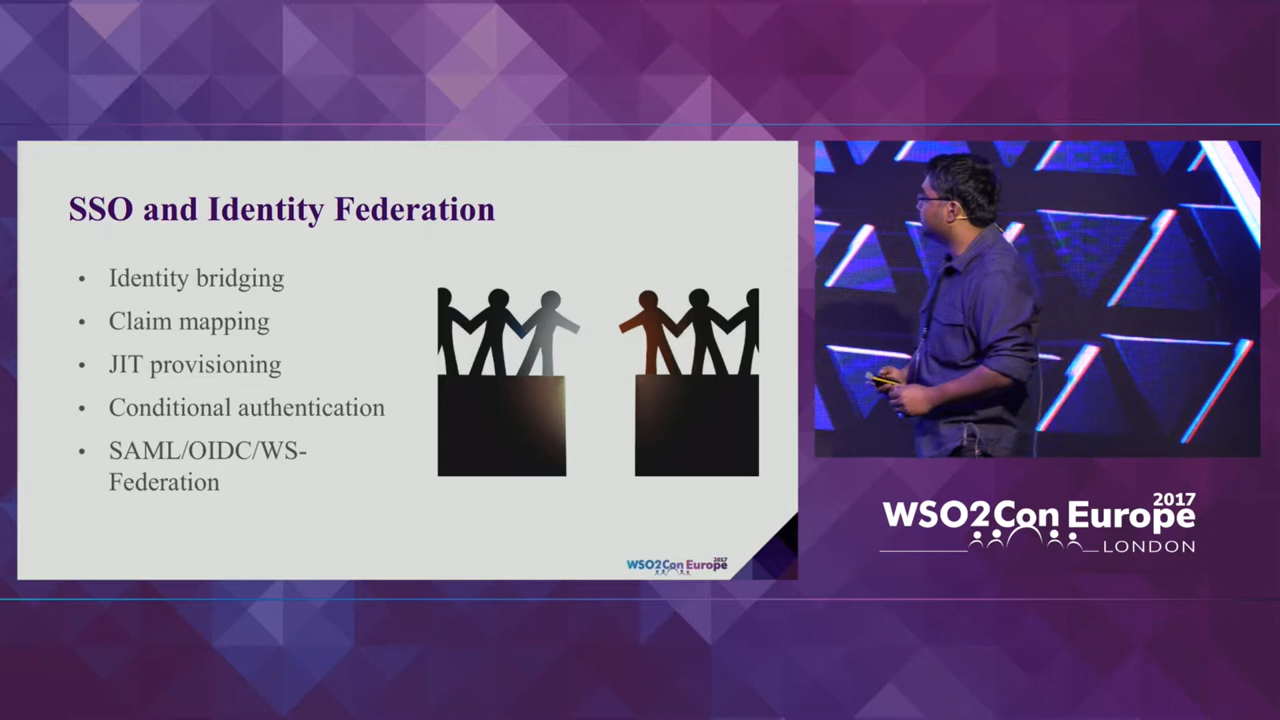 SSO and Identity Federation
• Identity bridging
• Claim mapping
• JIT provisioning
• Conditional authentication
• SAML/OIDC/WS-
Federation
2017
WSO2Con Europe
2017
WSO2Con Europe
LONDON